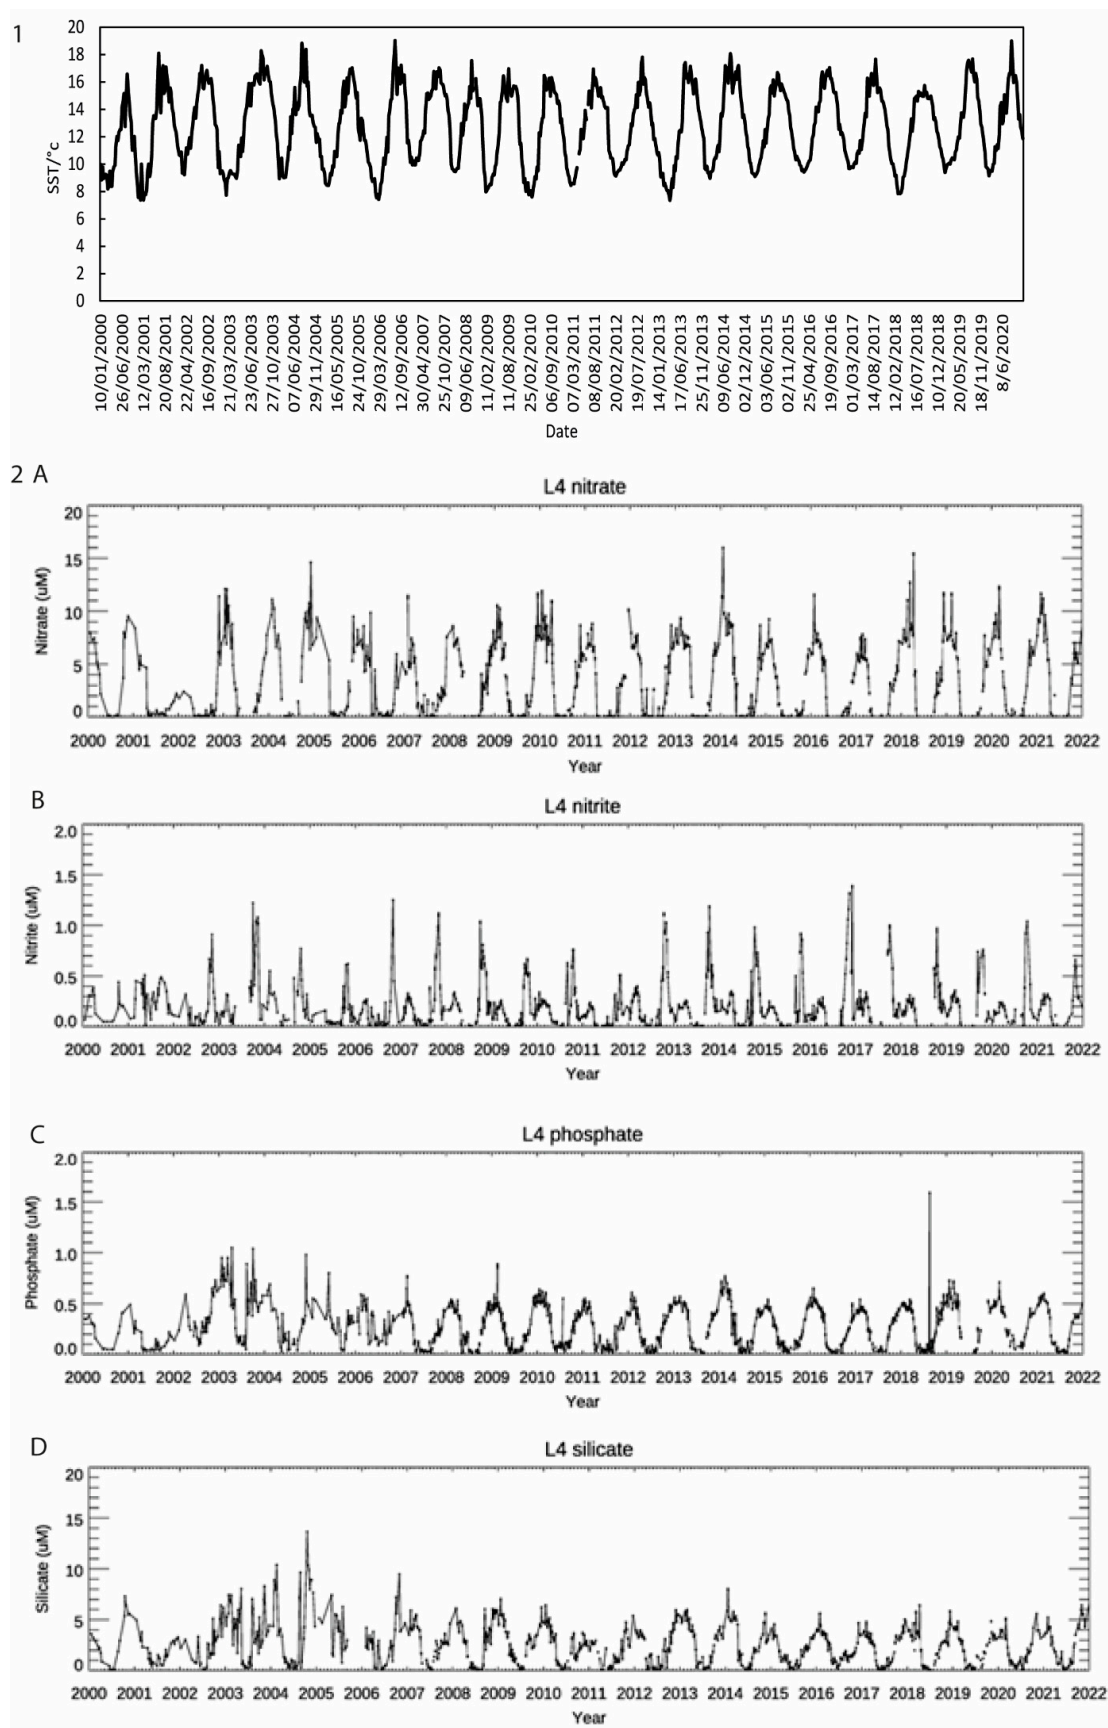 1
20
18
16
14
12
10
8
6
4
2
0
SST/°c
10/01/2000 26/06/2000 12/03/2001 20/08/2001 22/04/2002 16/09/2002 21/03/2003 23/06/2003 27/10/2003 07/06/2004 29/11/2004 16/05/2005 24/10/2005 29/03/2006 12/09/2006 30/04/2007 25/10/2007 09/06/2008 11/02/2009 11/08/2009 25/02/2010 06/09/2010 07/03/2011 08/08/2011 20/02/2012 19/07/2012 14/01/2013 17/06/2013 25/11/2013 09/06/2014 02/12/2014 03/06/2015 02/11/2015 25/04/2016 19/09/2016 01/03/2017 14/08/2017 12/02/2018 16/07/2018 10/12/2018 20/05/2019 18/11/2019 8/6/2020
Date
2 A
L4 nitrate
20
15
10
5
0
Nitrate (uM)
2000 2001 2002 2003 2004 2005 2006 2007 2008 2009 2010 2011 2012 2013 2014 2015 2016 2017 2018 2019 2020 2021 2022
Year
B
L4 nitrite
2.0
1.5
1.0
0.5
0.0
Nitrite (uM)
2000 2001 2002 2003 2004 2005 2006 2007 2008 2009 2010 2011 2012 2013 2014 2015 2016 2017 2018 2019 2020 2021 2022
Year
C
L4 phosphate
2.0
1.5
1.0
0.5
0.0
Phosphate (uM)
2000 2001 2002 2003 2004 2005 2006 2007 2008 2009 2010 2011 2012 2013 2014 2015 2016 2017 2018 2019 2020 2021 2022
Year
D
L4 silicate
20
15
10
5
0
Silicate (uM)
2000 2001 2002 2003 2004 2005 2006 2007 2008 2009 2010 2011 2012 2013 2014 2015 2016 2017 2018 2019 2020 2021 2022
Year